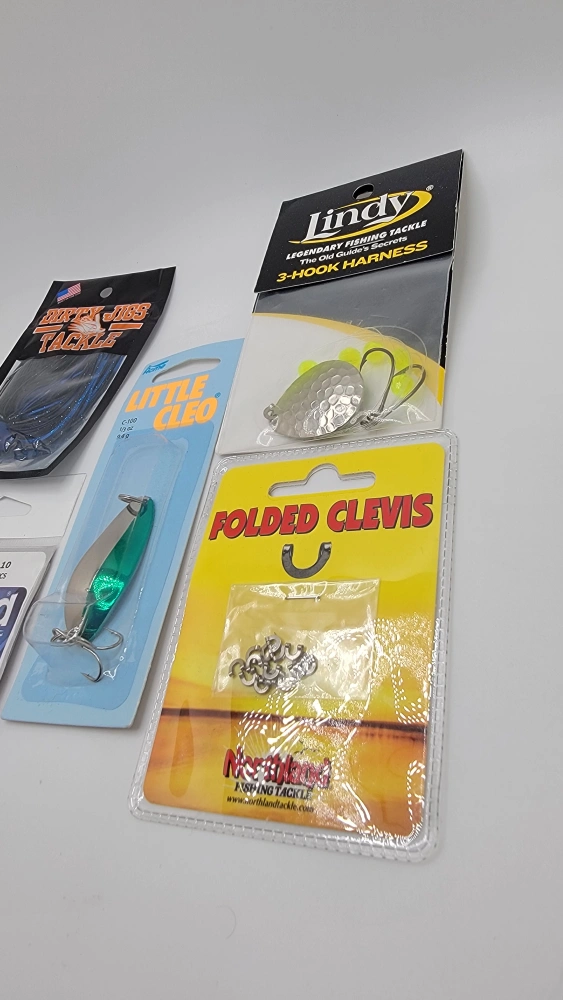 DIRTY JIGS
TACKLE
LITTLE
CLEO®
C-100
1/3 oz
9.4 g
10
Lindy®
LEGENDARY FISHING TACKLE
The Old Guide's Secrets
3-HOOK HARNESS
FOLDED CLEVIS
Northland
FISHING TACKLE
www.northlandtackle.com